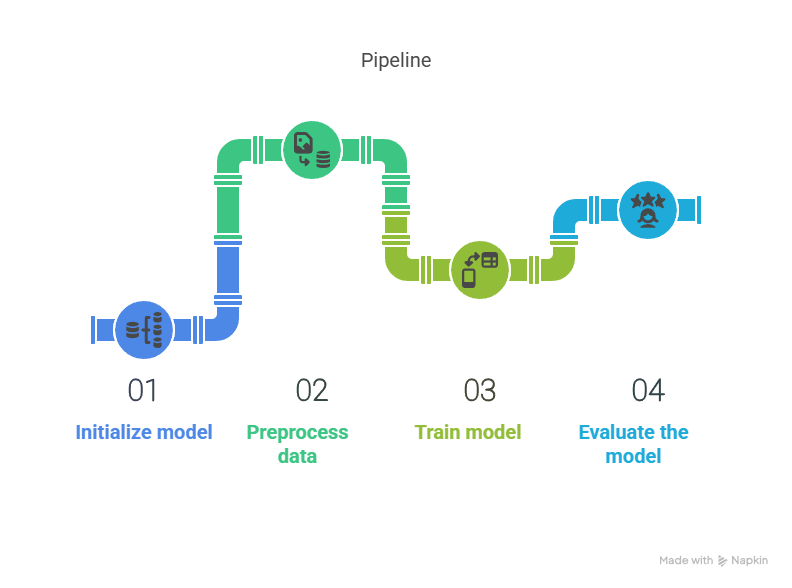 Pipeline
01
02
03
04
Initialize model
Preprocess
data
Train model
Evaluate the
model
Made with Napkin